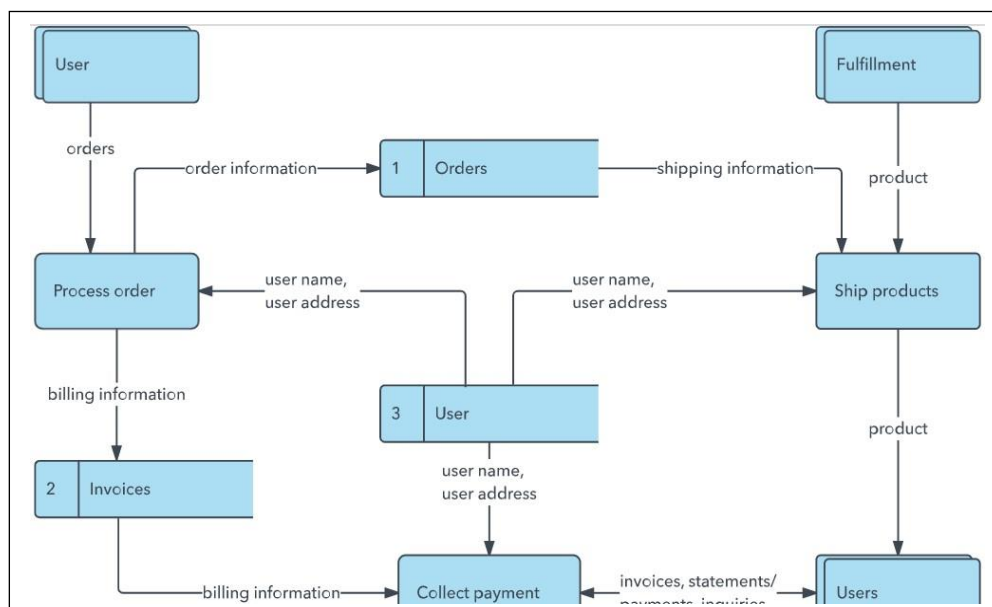 User
Fulfillment
orders
order information
1 Orders
shipping information
product
Process order
user name,
user address
user name,
user address
Ship products
billing information
3 User
product
2 Invoices
user name,
user address
billing information
Collect payment
invoices, statements/
payments, inquiries
Users